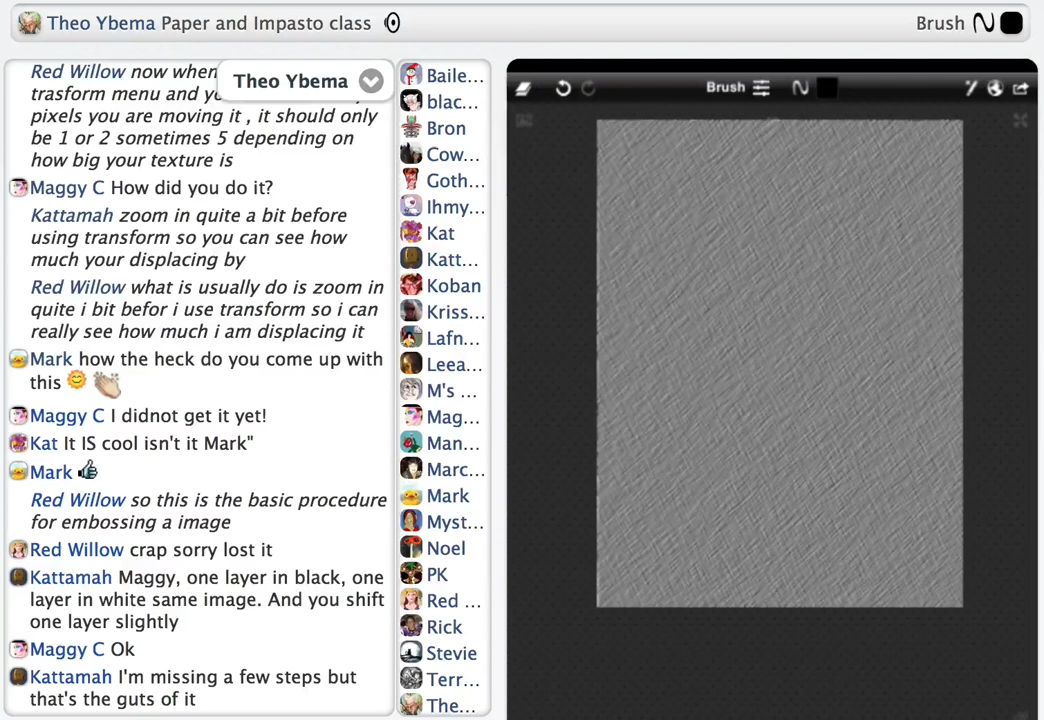 Theo Ybema Paper and Impasto class
Brush
Red Willow now when
Theo Ybema
trasform menu and yo
pixels you are moving it , it should only
be 1 or 2 sometimes 5 depending on
how big your texture is
Maggy C How did you do it?
Kattamah zoom in quite a bit before
using transform so you can see how
much your displacing by
Red Willow what is usually do is zoom in
quite i bit befor i use transform so i can
really see how much i am displacing it
Mark how the heck do you come up with
this
Maggy C I didnot get it yet!
Kat It IS cool isn't it Mark"
Mark
Red Willow so this is the basic procedure
for embossing a image
Red Willow crap sorry lost it
Kattamah Maggy, one layer in black, one
layer in white same image. And you shift
one layer slightly
Maggy C Ok
Kattamah I'm missing a few steps but
that's the guts of it
Baile...
blac...
Bron
Cow...
Goth...
Ihmy...
Kat
Katt...
Koban
Kriss...
Lafn...
Leea...
M's ...
Mag...
Man...
Marc...
Mark
Myst...
Noel
PK
Red ...
Rick
Stevie
Terr...
The...
Brush